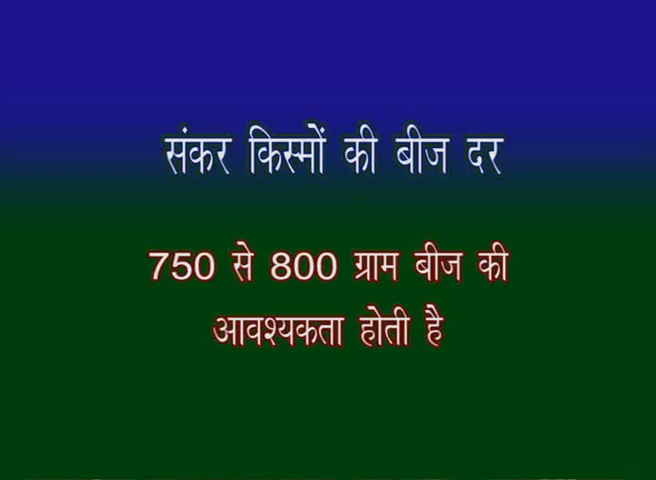 संकर किस्मों की बीज दर
750 से 800 ग्राम बीज की
आवश्यकता होती है